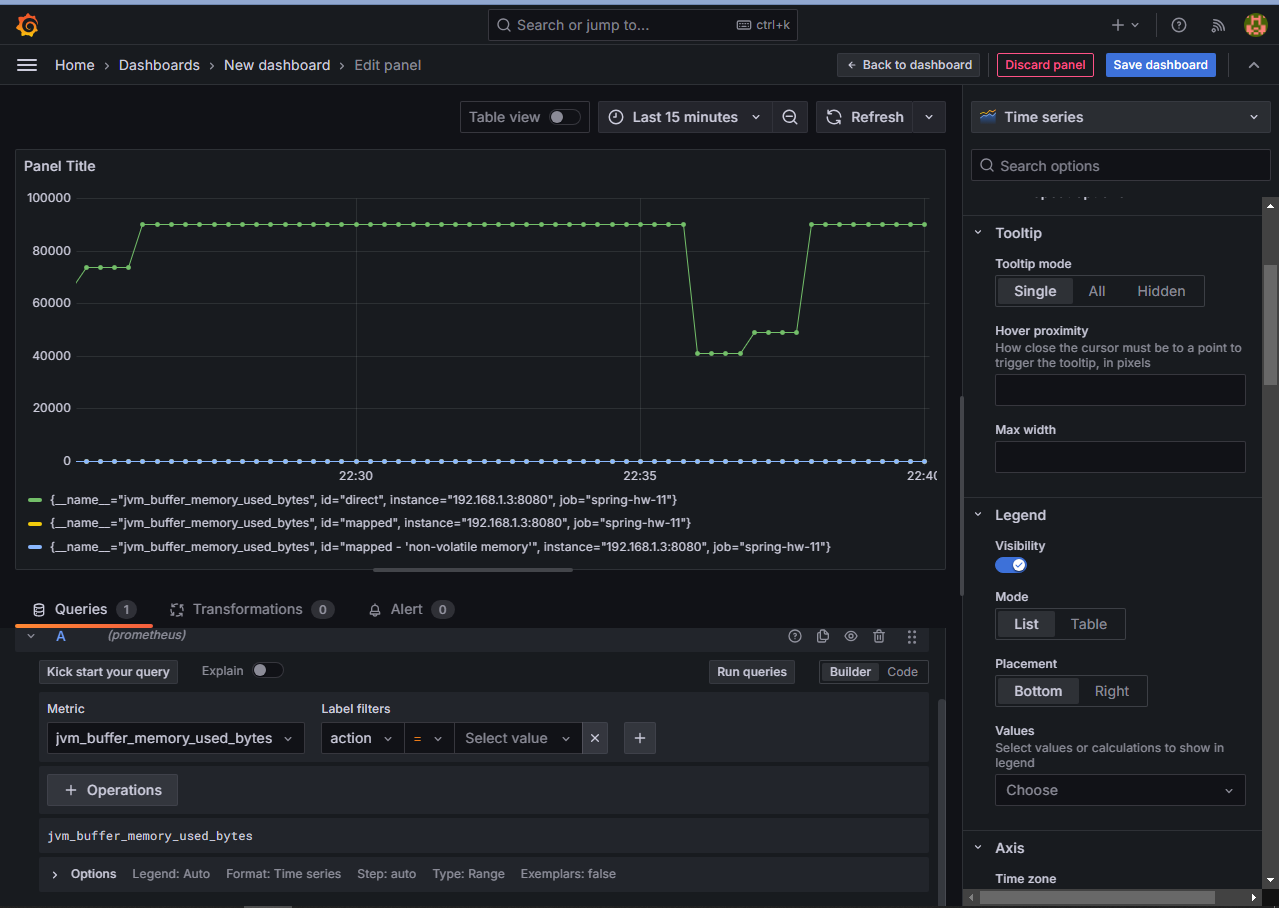 Search or jump to...
ctrl+k
Home › Dashboards › New dashboard › Edit panel
Back to dashboard
Discard panel
Save dashboard
Table view
Last 15 minutes
Refresh
Time series
Search options
Panel Title
100000
80000
60000
40000
20000
0
22:30
22:35
22:40
{__name__="jvm_buffer_memory_used_bytes", id="direct", instance="192.168.1.3:8080", job="spring-hw-11"}
{__name__="jvm_buffer_memory_used_bytes", id="mapped", instance="192.168.1.3:8080", job="spring-hw-11"}
{__name__="jvm_buffer_memory_used_bytes", id="mapped - 'non-volatile memory'", instance="192.168.1.3:8080", job="spring-hw-11"}
Queries 1
Transformations 0
Alert 0
A (prometheus)
Kick start your query
Explain
Run queries
Builder
Code
Metric
Label filters
jvm_buffer_memory_used_bytes
action
=
Select value
+ Operations
jvm_buffer_memory_used_bytes
Options
Legend: Auto
Format: Time series
Step: auto
Type: Range
Exemplars: false
Tooltip
Tooltip mode
Single
All
Hidden
Hover proximity
How close the cursor must be to a point to
trigger the tooltip, in pixels
Max width
Legend
Visibility
Mode
List
Table
Placement
Bottom
Right
Values
Select values or calculations to show in
legend
Choose
Axis
Time zone